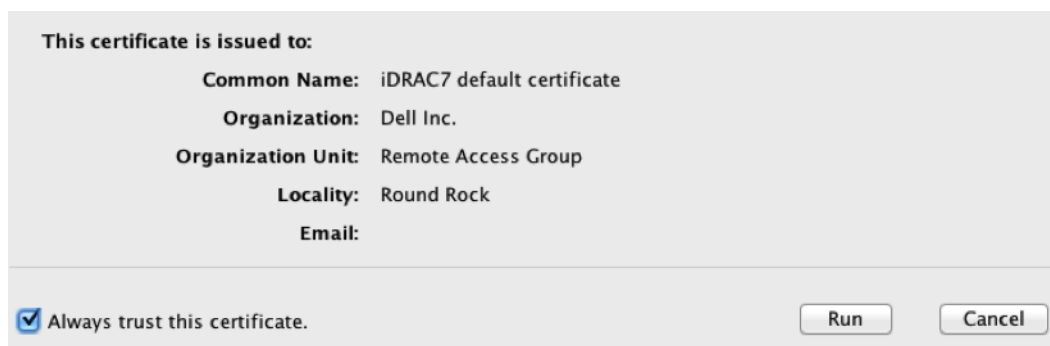 This certificate is issued to:
Common Name: iDRAC7 default certificate
Organization: Dell Inc.
Organization Unit: Remote Access Group
Locality: Round Rock
Email:
Always trust this certificate. Run Cancel